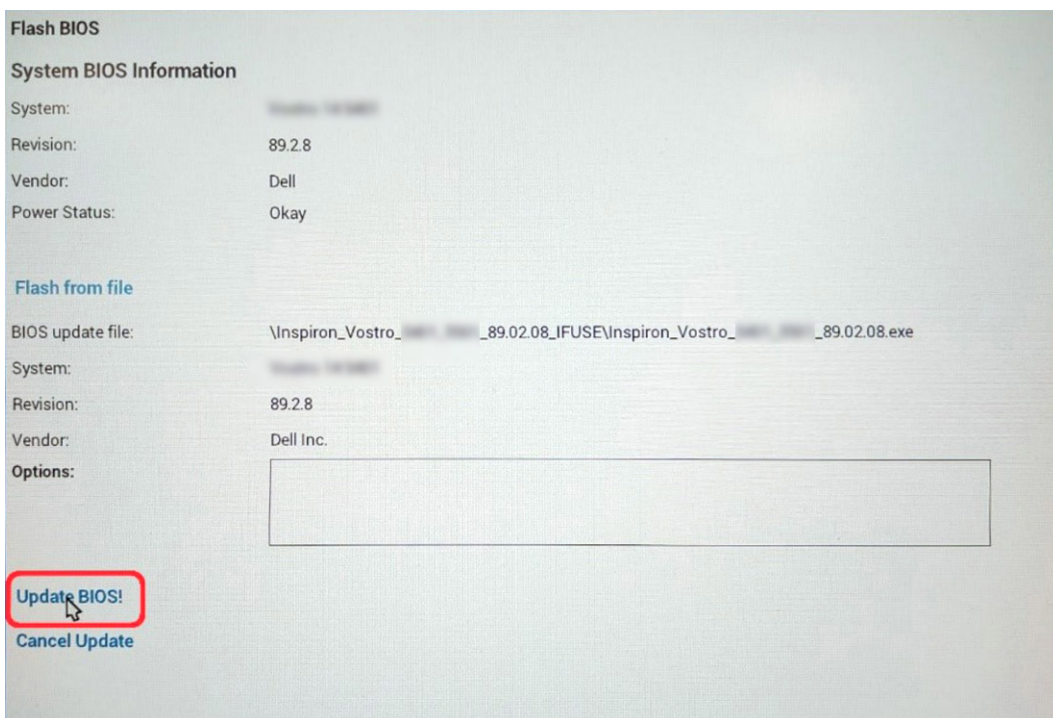 Flash BIOS
System BIOS Information
System:
Revision: 89.2.8
Vendor: Dell
Power Status: Okay
Flash from file
BIOS update file: \Inspiron_Vostro_ _89.02.08_IFUSE\Inspiron_Vostro_ _89.02.08.exe
System:
Revision: 89.2.8
Vendor: Dell Inc.
Options:
Update BIOS!
Cancel Update